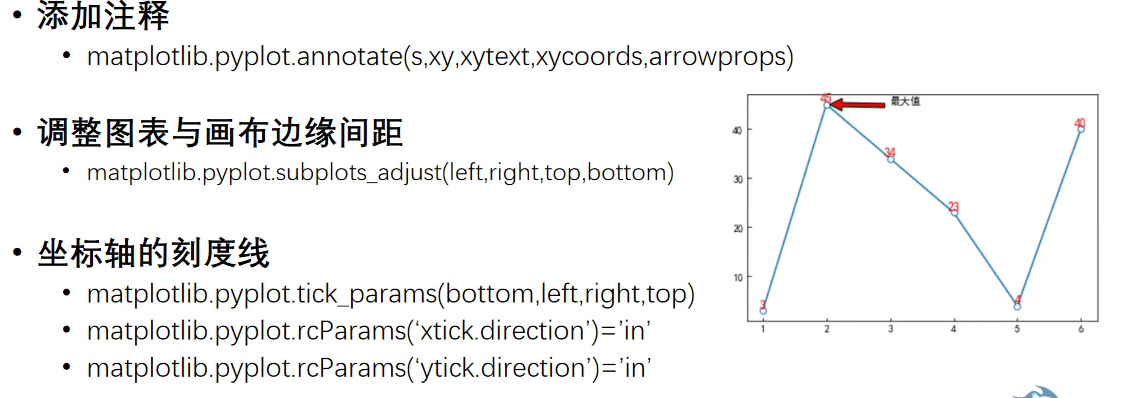 • 添加注释
• matplotlib.pyplot.annotate(s,xy,xytext,xycoords,arrowprops)
• 调整图表与画布边缘间距
• matplotlib.pyplot.subplots_adjust(left,right,top,bottom)
• 坐标轴的刻度线
• matplotlib.pyplot.tick_params(bottom,left,right,top)
• matplotlib.pyplot.rcParams(‘xtick.direction’)=’in’
• matplotlib.pyplot.rcParams(‘ytick.direction’)=’in’
45 最大值
40 40
34
30
23
20
10
3 4
1 2 3 4 5 6